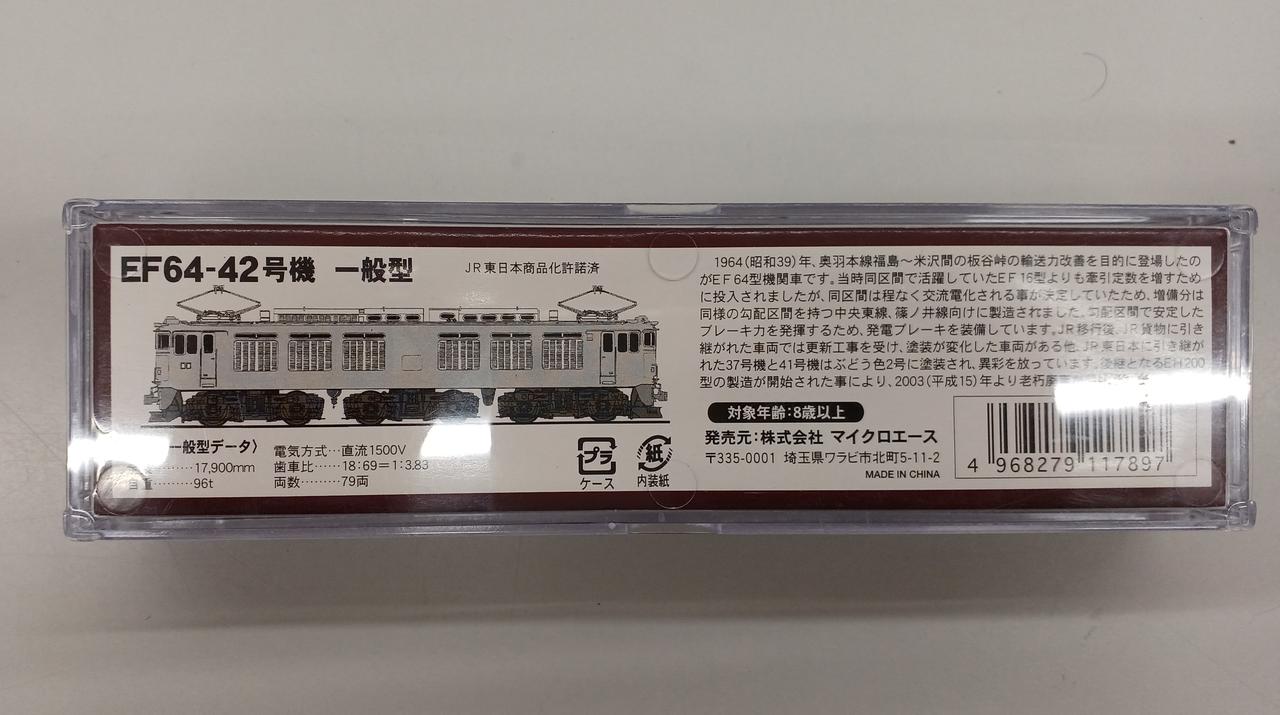 EF64-42号機 一般型
JR東日本商品化許諾済
一般型データ〉
17,900mm
重………96t
電気方式…直流1500V
歯車比……18:69=1:3.83
両数………79両
プラ
ケース
紙
内装紙
1964(昭和39)年、奥羽本線福島～米沢間の板谷峠の輸送力改善を目的に登場したの
がEF64型機関車です。当時同区間で活躍していたEF16型よりも牽引定数を増すため
に投入されましたが、同区間は程なく交流電化される事が決定していたため、増備分は
同様の勾配区間を持つ中央東線、篠ノ井線向けに製造されました。勾配区間で安定した
ブレーキ力を発揮するため、発電ブレーキを装備しています。JR移行後、JR貨物に引き
継がれた車両では更新工事を受け、塗装が変化した車両がある他、JR東日本に引き継が
れた37号機と41号機はぶどう色2号に塗装され、異彩を放っています。後継となるEH200
型の製造が開始された事により、2003(平成15)年より老朽
対象年齢:8歳以上
発売元:株式会社 マイクロエース
〒335-0001 埼玉県ワラビ市北町5-11-2
MADE IN CHINA
4 968279 117897